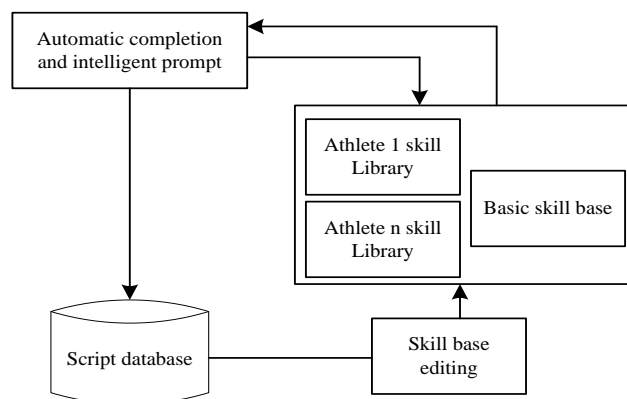 Automatic completion
and intelligent prompt
Athlete 1 skill
Library
Basic skill base
Athlete n skill
Library
Script database
Skill base
editing